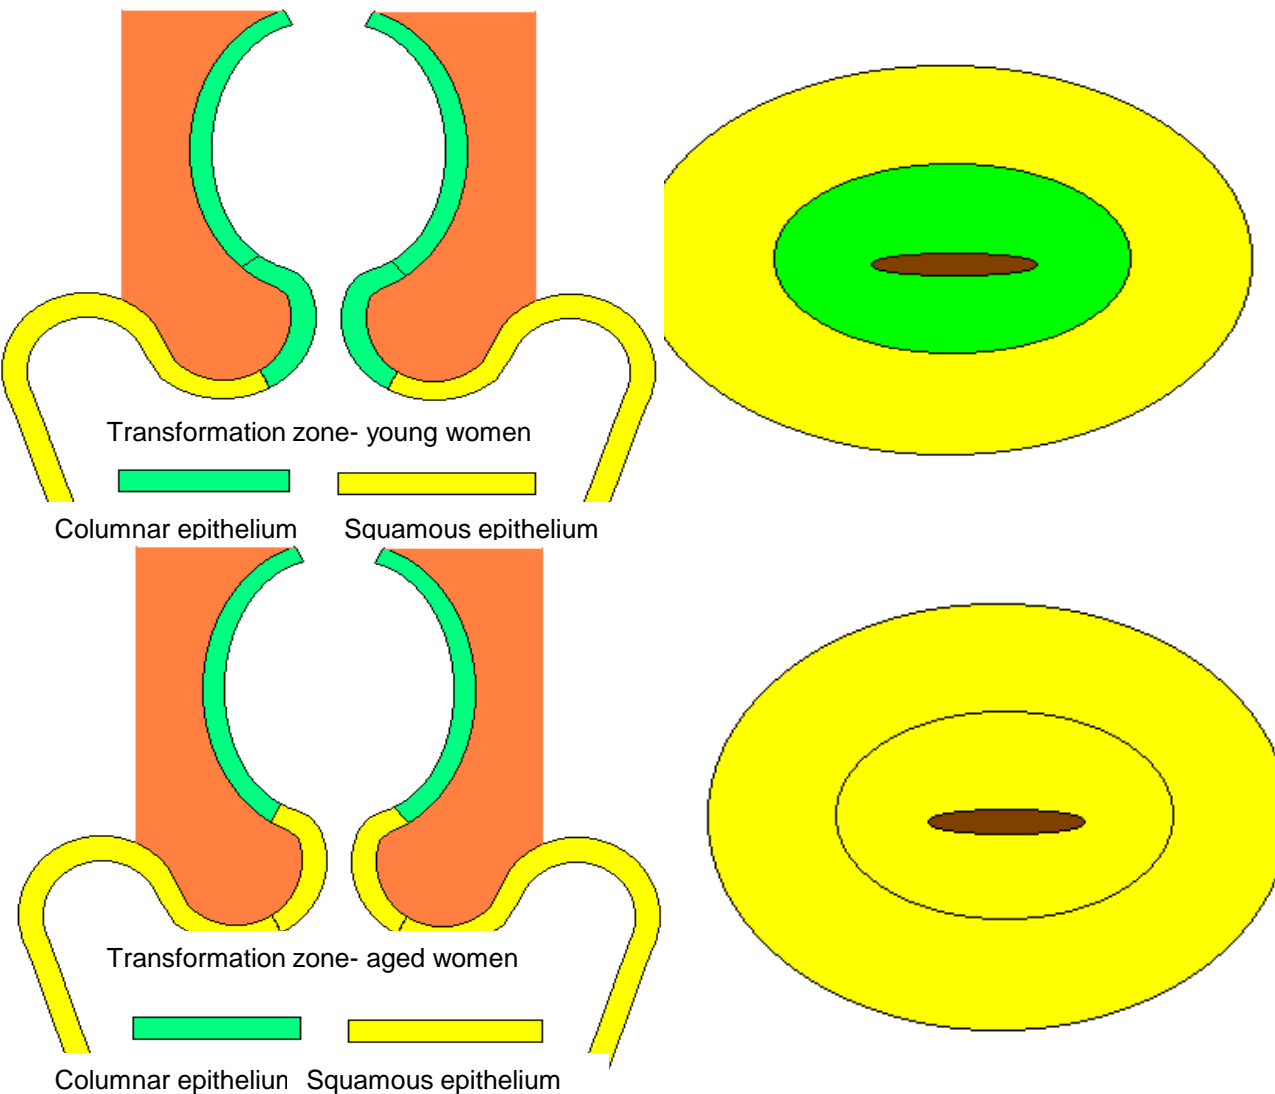 Transformation zone- young women
Columnar epithelium Squamous epithelium
Transformation zone- aged women
Columnar epitheliun Squamous epithelium